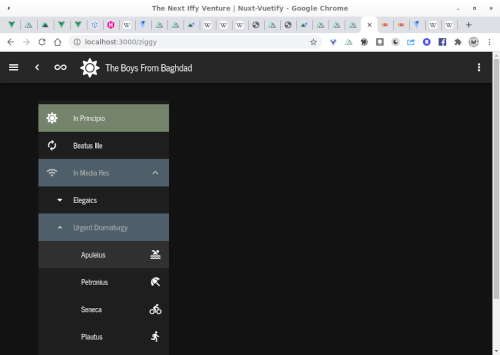 The Next Iffy Venture | Nuxt-Vuetify - Google Chrome
localhost:3000/ziggy
The Boys From Baghdad
In Principio
Beatus Ille
In Media Res
Elegaics
Urgent Dramaturgy
Apuleius
Petronius
Seneca
Plautus